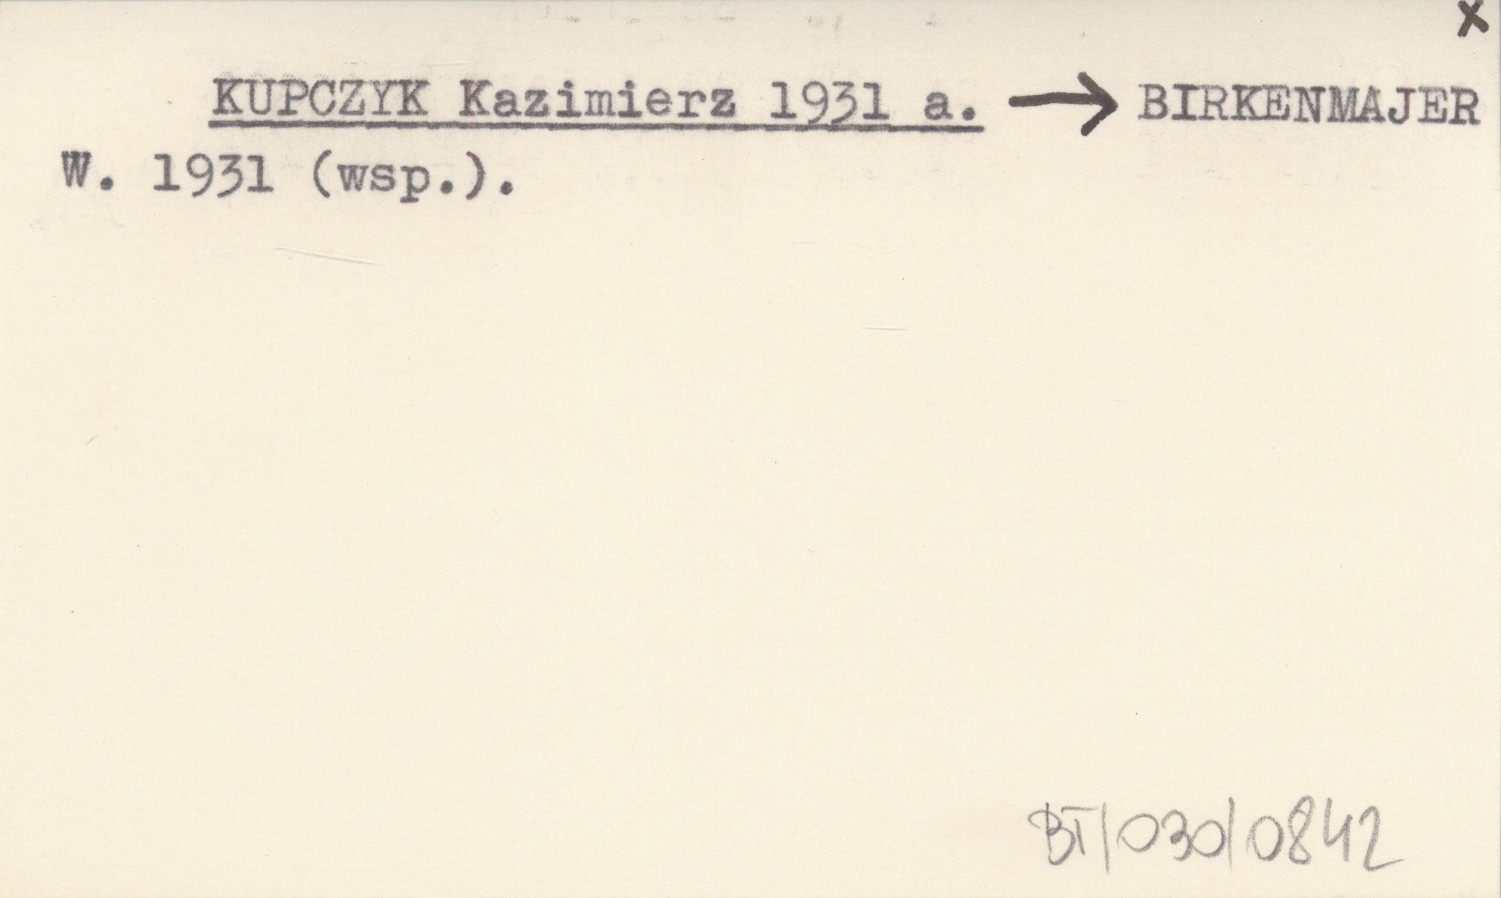 x
KUPCZYK Kazimierz 1931 a. → BIRKENMAJER
W. 1931 (wsp.).
BT/030/0842